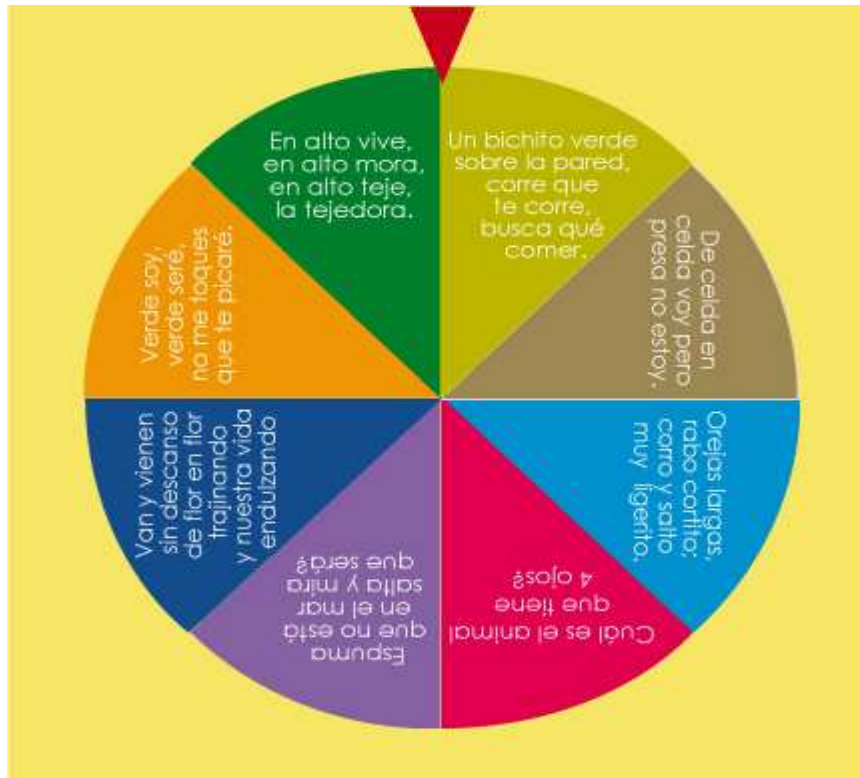 En alto vive,
en alto mora,
en alto teje,
la tejedora.
Un bichito verde
sobre la pared,
corre que
te corre,
busca qué
comer.
De celda en
celda voy pero
presa no estoy.
Orejas largas,
rabo cortito;
corro y salto
muy ligerito.
Cuál es el animal
que tiene
4 ojos?
Espuma
que no está
en el mar
salta y mira
que será?
Van y vienen
sin descanso
de flor en flor
trajinando
y nuestra vida
endulzando
Verde soy,
verde seré,
no me toques
que te picaré.